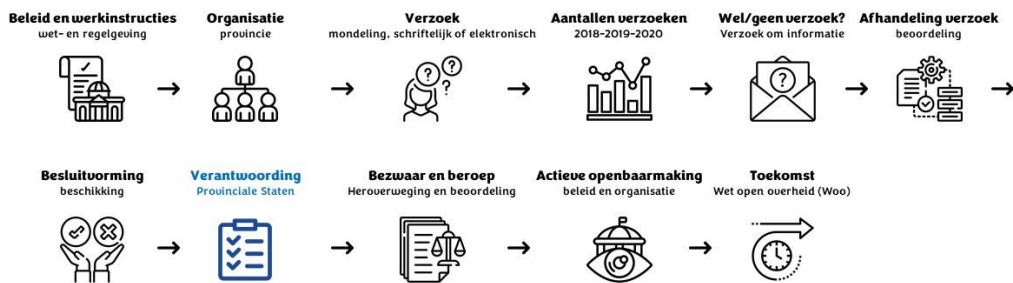 Beleid en werkinstructies
wet- en regelgeving
Organisatie
provincie
Verzoek
mondeling, schriftelijk of elektronisch
Aantallen verzoeken
2018-2019-2020
Wel/geen verzoek?
Verzoek om informatie
Afhandeling verzoek
beoordeling
Besluitvorming
beschikking
Verantwoording
Provinciale Staten
Bezwaar en beroep
Heroverweging en beoordeling
Actieve openbaarmaking
beleid en organisatie
Toekomst
Wet open overheid (Woo)